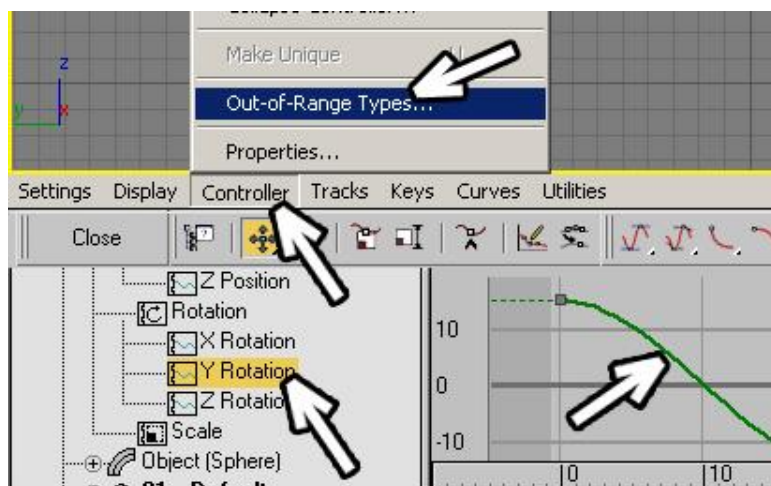 z
y x
Make Unique
Out-of-Range Types...
Properties...
Settings Display Controller Tracks Keys Curves Utilities
Close
Z Position
Rotation
X Rotation
Y Rotation
Z Rotatio
Scale
Object (Sphere)
10
0
-10
0 10